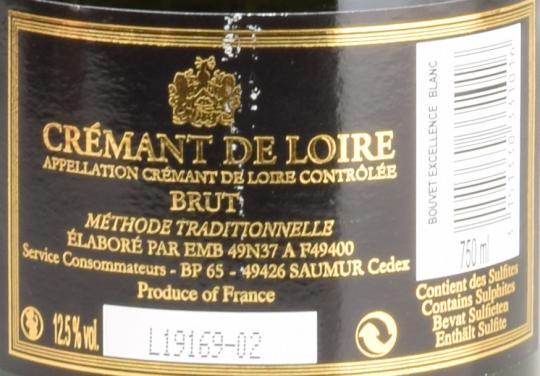 CRÉMANT DE LOIRE
APPELLATION CRÉMANT DE LOIRE CONTRÔLÉE
BRUT
MÉTHODE TRADITIONNELLE
ÉLABORÉ PAR EMB 49N37 A F49400
Service Consommateurs - BP 65 - 49426 SAUMUR Cedex
Produce of France
12.5% vol.
L19169-02
BOUVET EXCELLENCE BLANC
750 ml
Contient des Sulfites
Contains Sulphites
Bevat Sulfieten
Enthält Sulfite